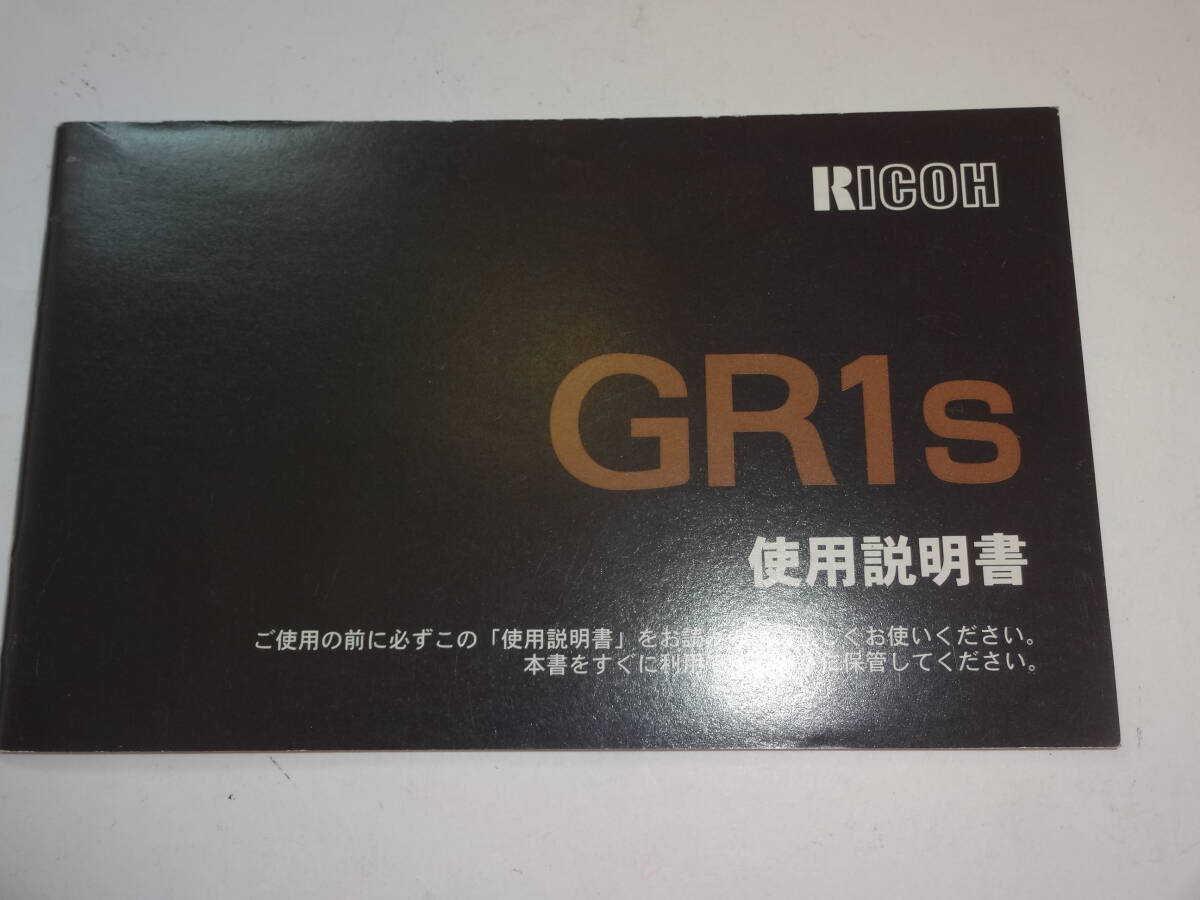 RICOH
GR1s
使用説明書
ご使用の前に必ずこの「使用説明書」をお読み くお使いください。
本書をすぐに利用 に保管してください。